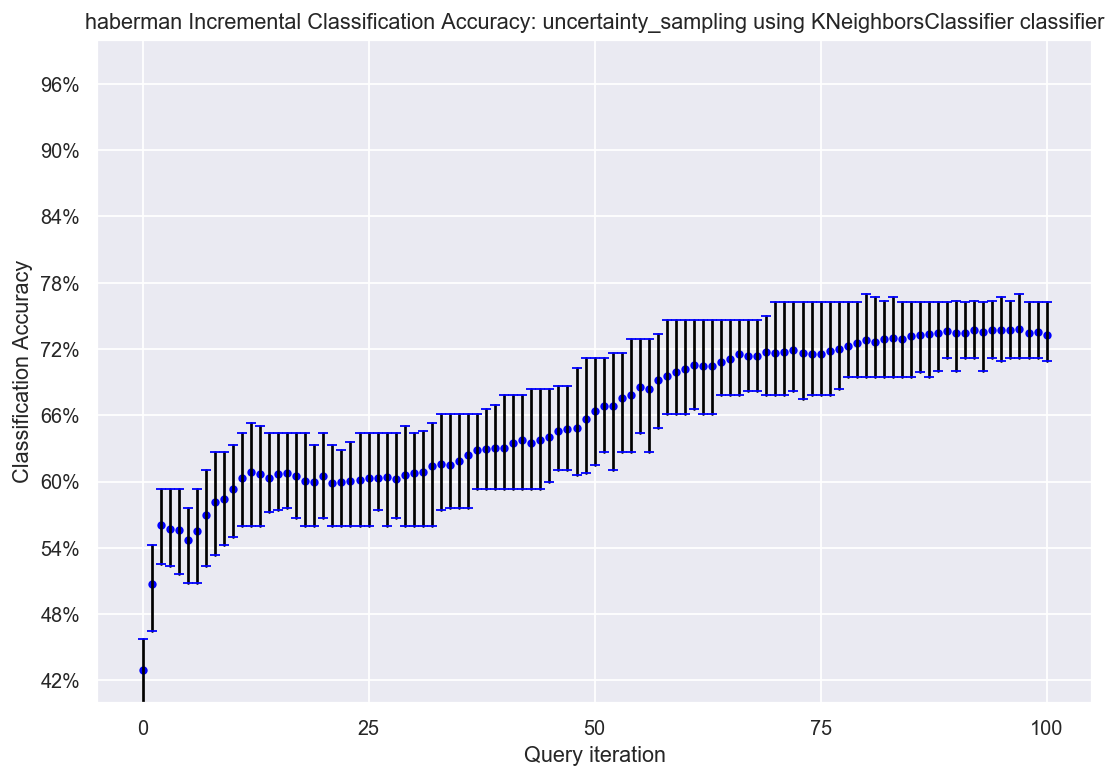 haberman Incremental Classification Accuracy: uncertainty_sampling using KNeighborsClassifier classifier
96%
90%
84%
78%
72%
66%
60%
54%
48%
42%
Classification Accuracy
0 25 50 75 100
Query iteration